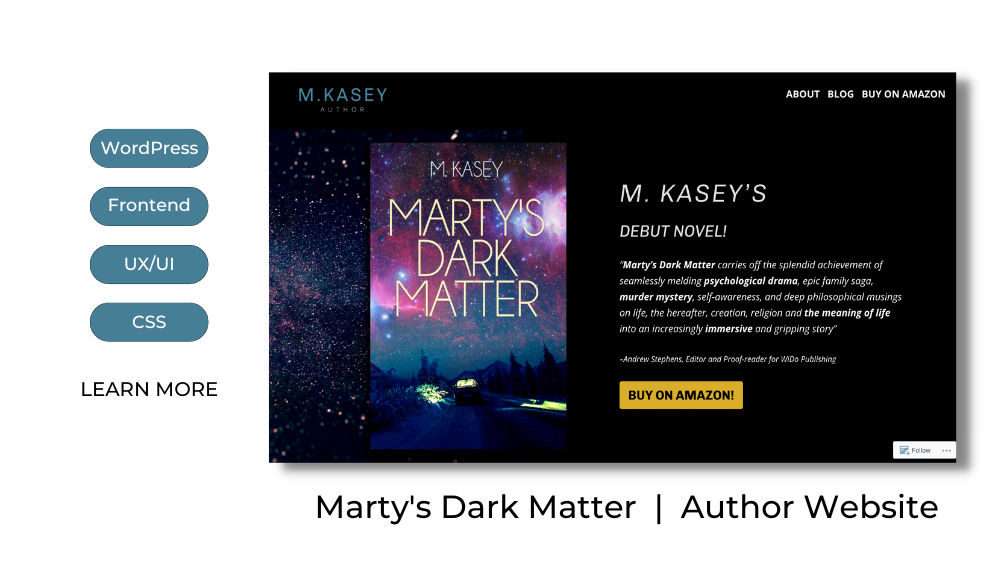 WordPress
Frontend
UX/UI
CSS
LEARN MORE
M.KASEY
AUTHOR
ABOUT BLOG BUY ON AMAZON
M. KASEY
MARTY'S
DARK
MATTER
M. KASEY’S
DEBUT NOVEL!
“Marty’s Dark Matter carries off the splendid achievement of
seamlessly melding psychological drama, epic family saga,
murder mystery, self-awareness, and deep philosophical musings
on life, the hereafter, creation, religion and the meaning of life
into an increasingly immersive and gripping story”
–Andrew Stephens, Editor and Proof-reader for WiDo Publishing
BUY ON AMAZON!
Follow
Marty's Dark Matter | Author Website